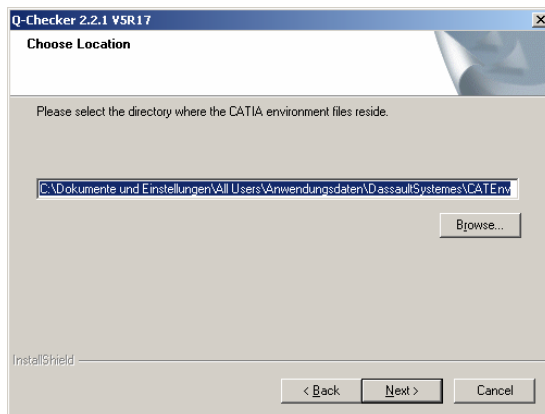 Q-Checker 2.2.1 V5R17
Choose Location
Please select the directory where the CATIA environment files reside.
C:\Dokumente und Einstellungen\All Users\Anwendungsdaten\DassaultSystemes\CATEnv
Browse...
InstallShield
< Back
Next >
Cancel